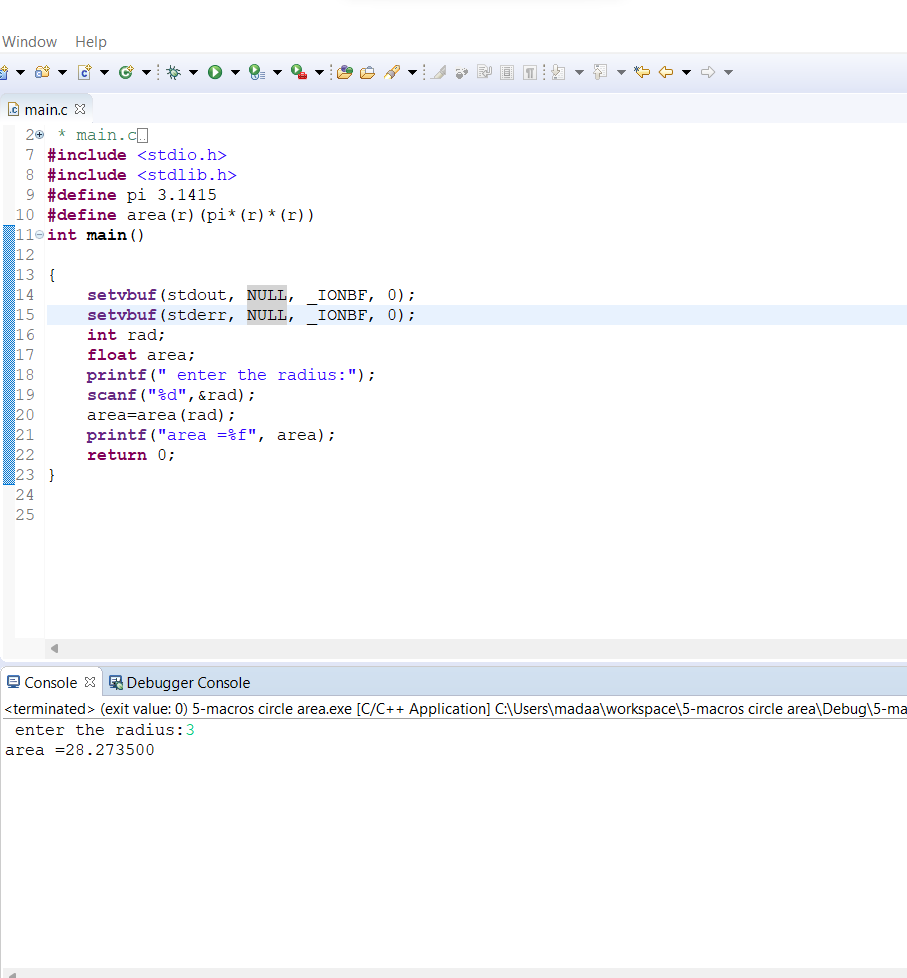 Window Help
main.c
2 * main.c
7 #include <stdio.h>
8 #include <stdlib.h>
9 #define pi 3.1415
10 #define area(r)(pi*(r)*(r))
11 int main()
12
13 {
14     setvbuf(stdout, NULL, _IONBF, 0);
15     setvbuf(stderr, NULL, _IONBF, 0);
16     int rad;
17     float area;
18     printf(" enter the radius:");
19     scanf("%d",&rad);
20     area=area(rad);
21     printf("area =%f", area);
22     return 0;
23 }
24
25
Console Debugger Console
<terminated> (exit value: 0) 5-macros circle area.exe [C/C++ Application] C:\Users\madaa\workspace\5-macros circle area\Debug\5-ma
 enter the radius:3
area =28.273500